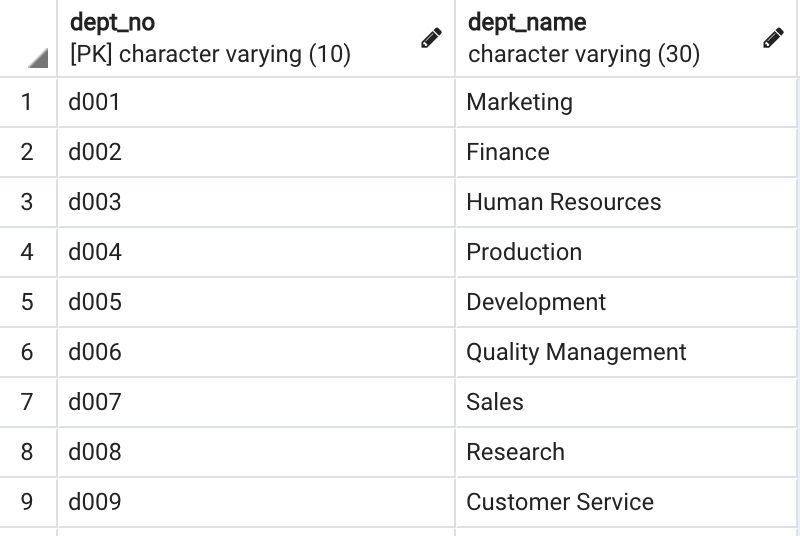 dept_no dept_name
[PK] character varying (10) character varying (30)
1 d001 Marketing
2 d002 Finance
3 d003 Human Resources
4 d004 Production
5 d005 Development
6 d006 Quality Management
7 d007 Sales
8 d008 Research
9 d009 Customer Service